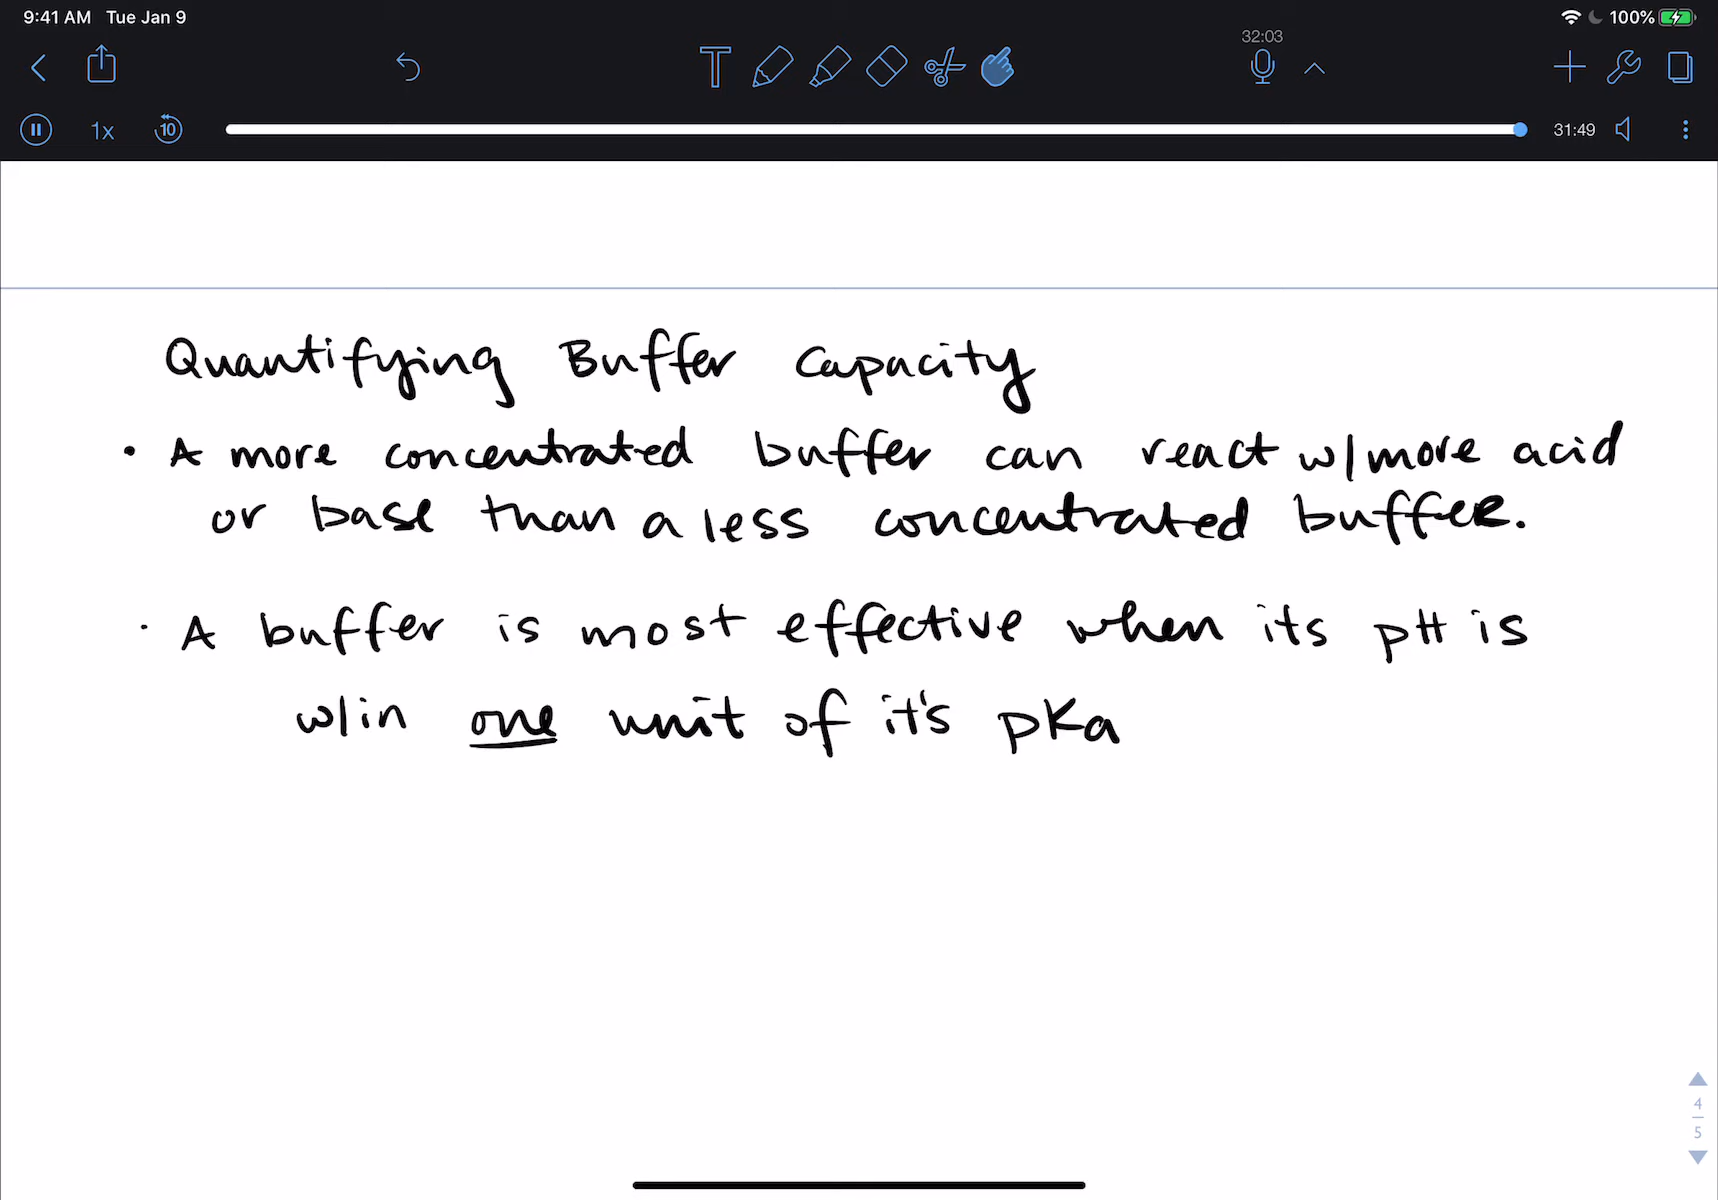 9:41 AM Tue Jan 9
100%
32:03
1x
10
31:49
Quantifying Buffer Capacity
• A more concentrated buffer can react w/more acid
or base than a less concentrated buffer.
• A buffer is most effective when its pH is
w/in one unit of it's pKa
4
5